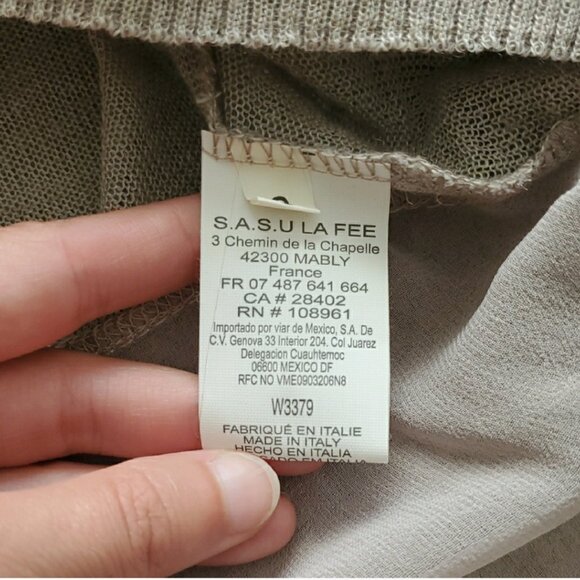 S.A.S.U LA FEE
3 Chemin de la Chapelle
42300 MABLY
France
FR 07 487 641 664
CA # 28402
RN # 108961
Importado por viar de Mexico, S.A. De
C.V. Genova 33 Interior 204. Col Juarez
Delegacion Cuauhtemoc
06600 MEXICO DF
RFC NO VME0903206N8
W3379
FABRIQUÉ EN ITALIE
MADE IN ITALY
HECHO EN ITALIA
EN ITALIA